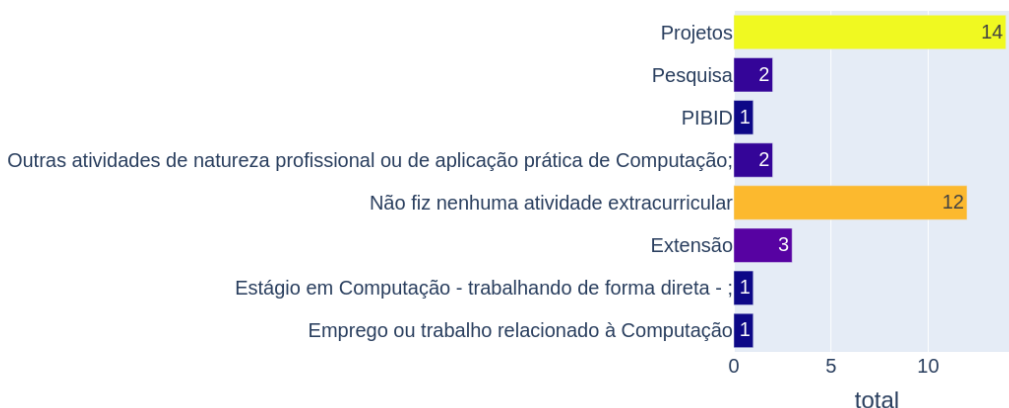 Projetos 14
Pesquisa 2
PIBID 1
Outras atividades de natureza profissional ou de aplicação prática de Computação; 2
Não fiz nenhuma atividade extracurricular 12
Extensão 3
Estágio em Computação - trabalhando de forma direta - ; 1
Emprego ou trabalho relacionado à Computação 1
0 5 10
total